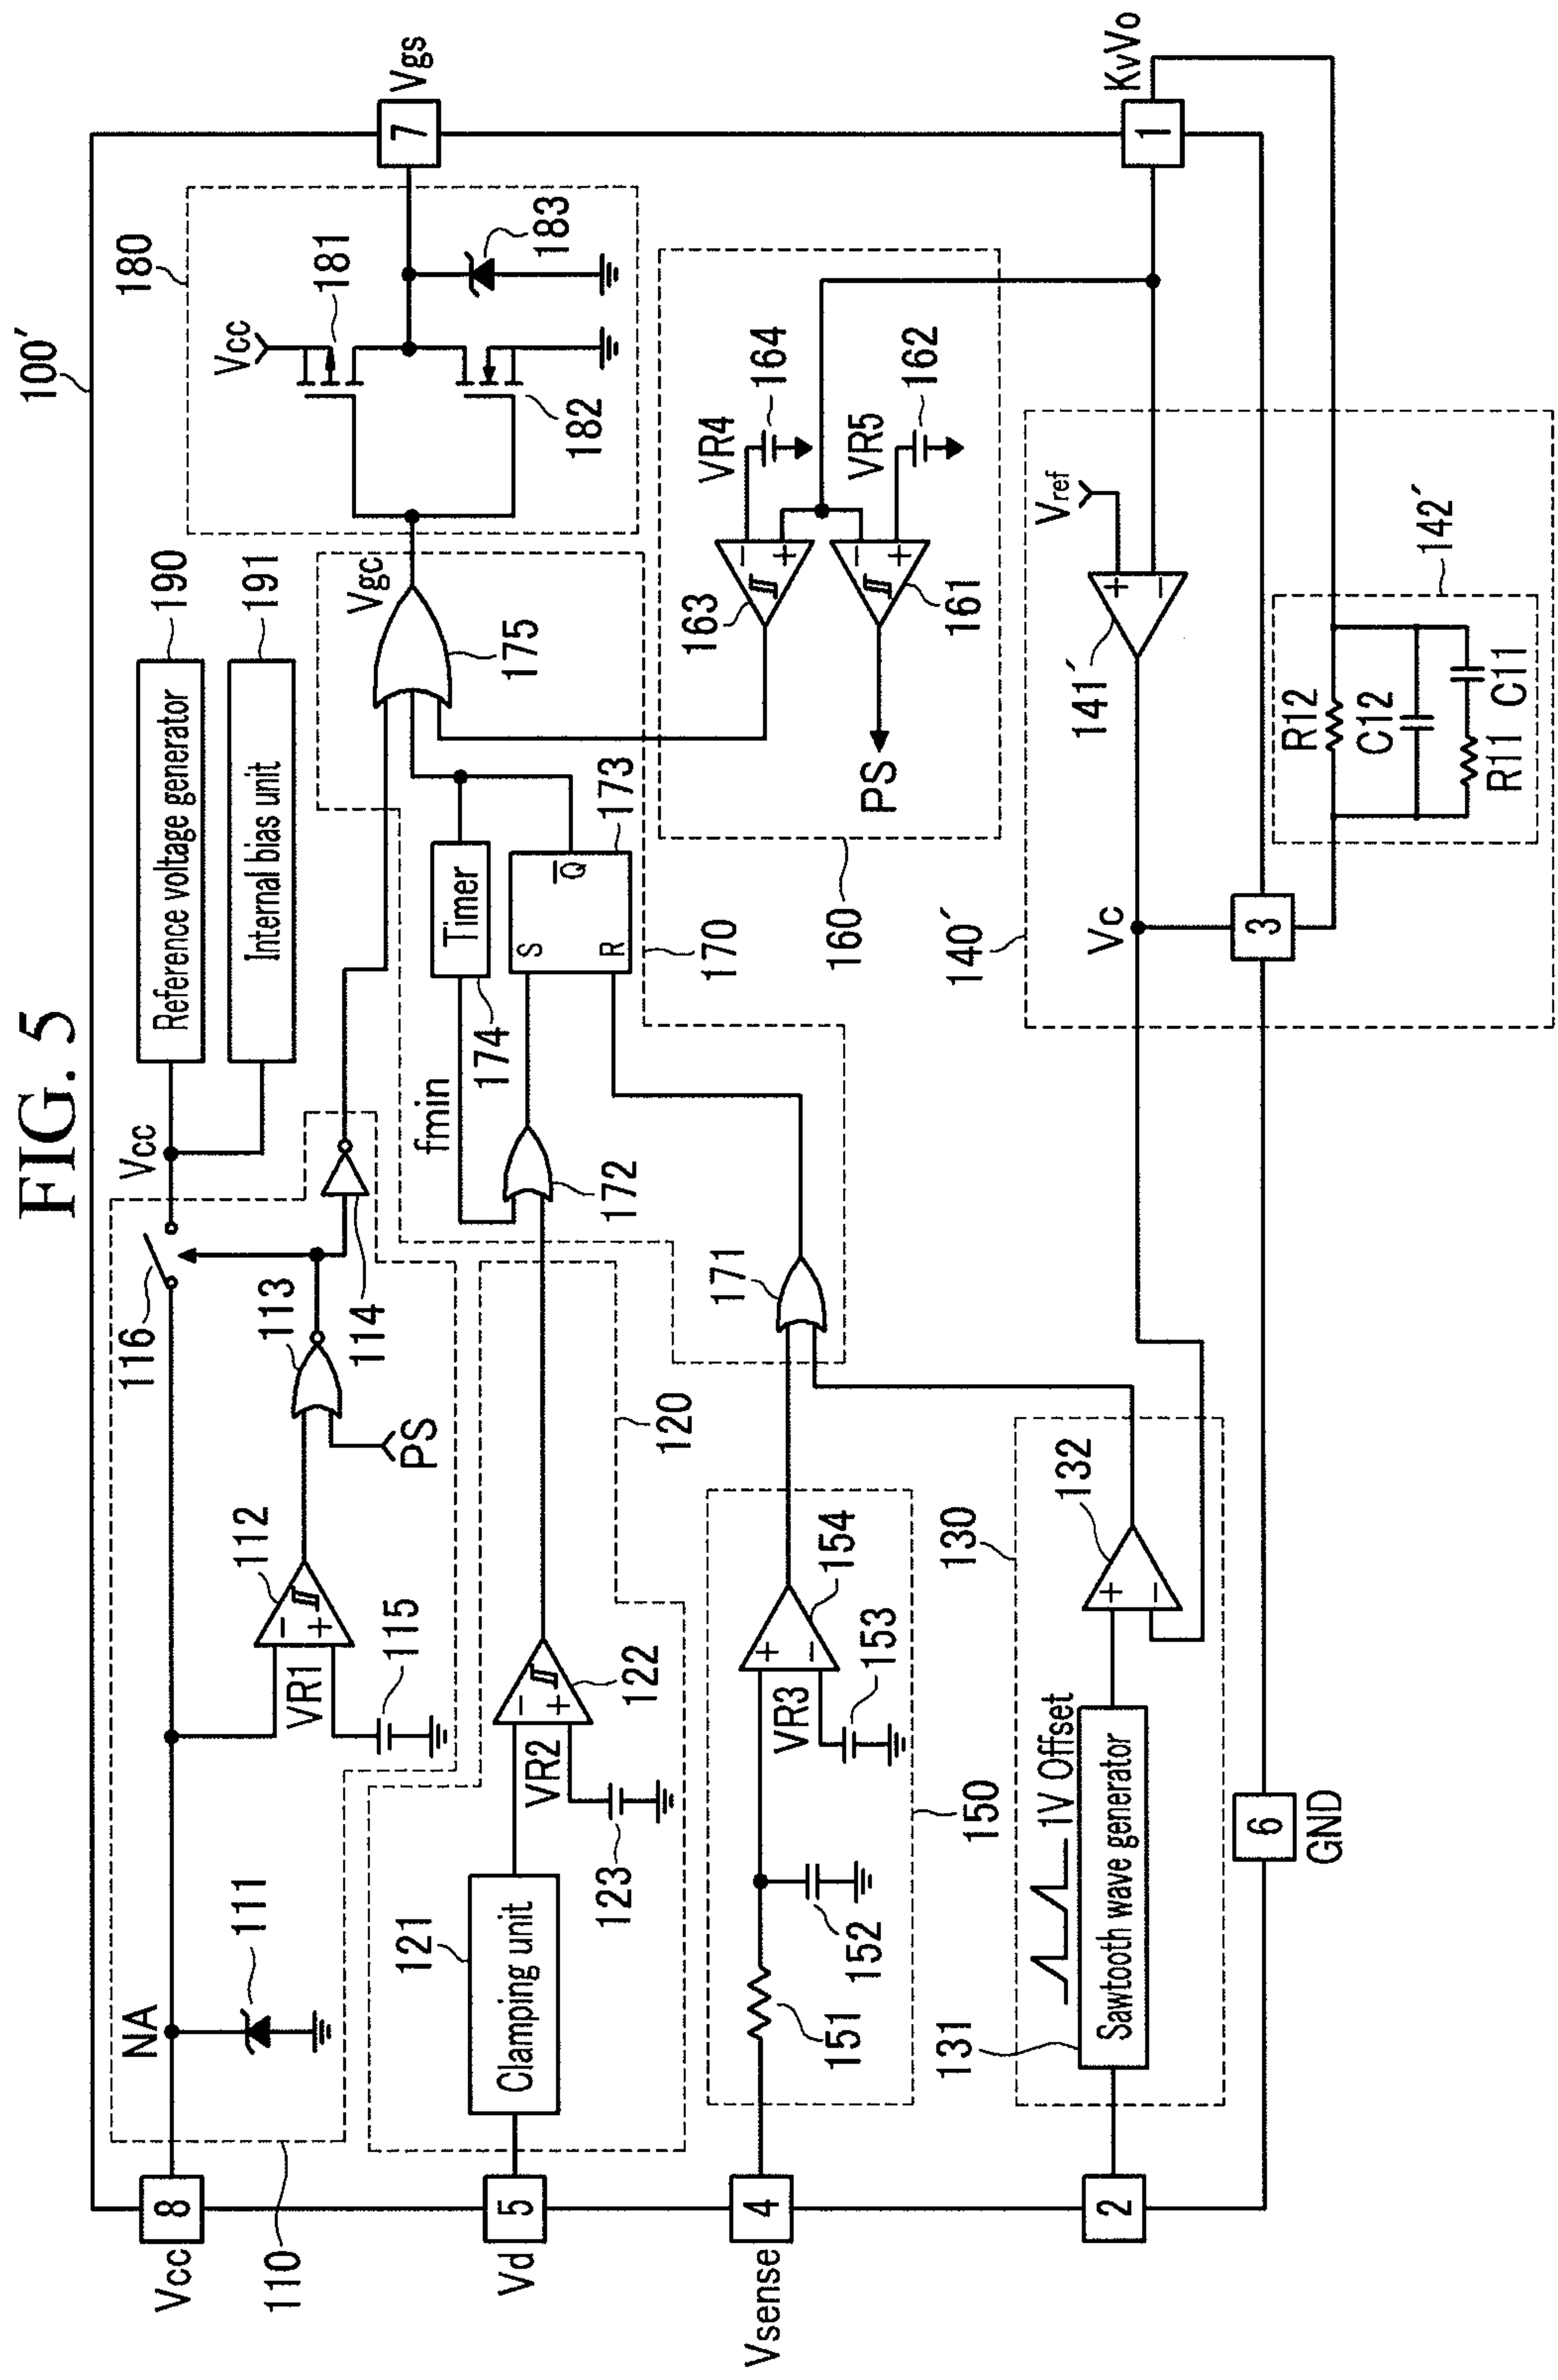 FIG. 5
100′
Vcc
8
110
NA
111
VR1
115
112
PS
113
114
116
Vcc
Reference voltage generator
190
Internal bias unit
191
Vd
5
121
Clamping unit
123
VR2
122
120
fmin
172
174
Timer
S
R
Q
173
170
175
Vgc
180
Vcc
181
182
183
7
Vgs
Vsense
4
151
152
VR3
153
154
150
171
160
PS
163
161
VR4
164
VR5
162
2
131
Sawtooth wave generator
1V Offset
130
132
140′
Vc
141′
Vref
1
KvVo
3
R12
C12
R11
C11
142′
6
GND
+
−
+
−
+
−
+
−
+
−
+
−
+
−